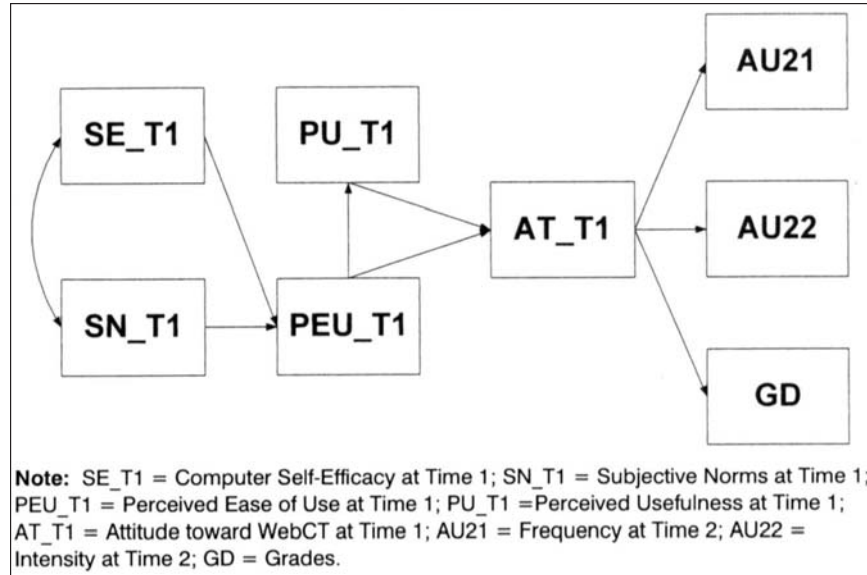 AU21
SE_T1
PU_T1
AT_T1
AU22
SN_T1
PEU_T1
GD
Note: SE_T1 = Computer Self-Efficacy at Time 1; SN_T1 = Subjective Norms at Time 1;
PEU_T1 = Perceived Ease of Use at Time 1; PU_T1 =Perceived Usefulness at Time 1;
AT_T1 = Attitude toward WebCT at Time 1; AU21 = Frequency at Time 2; AU22 =
Intensity at Time 2; GD = Grades.